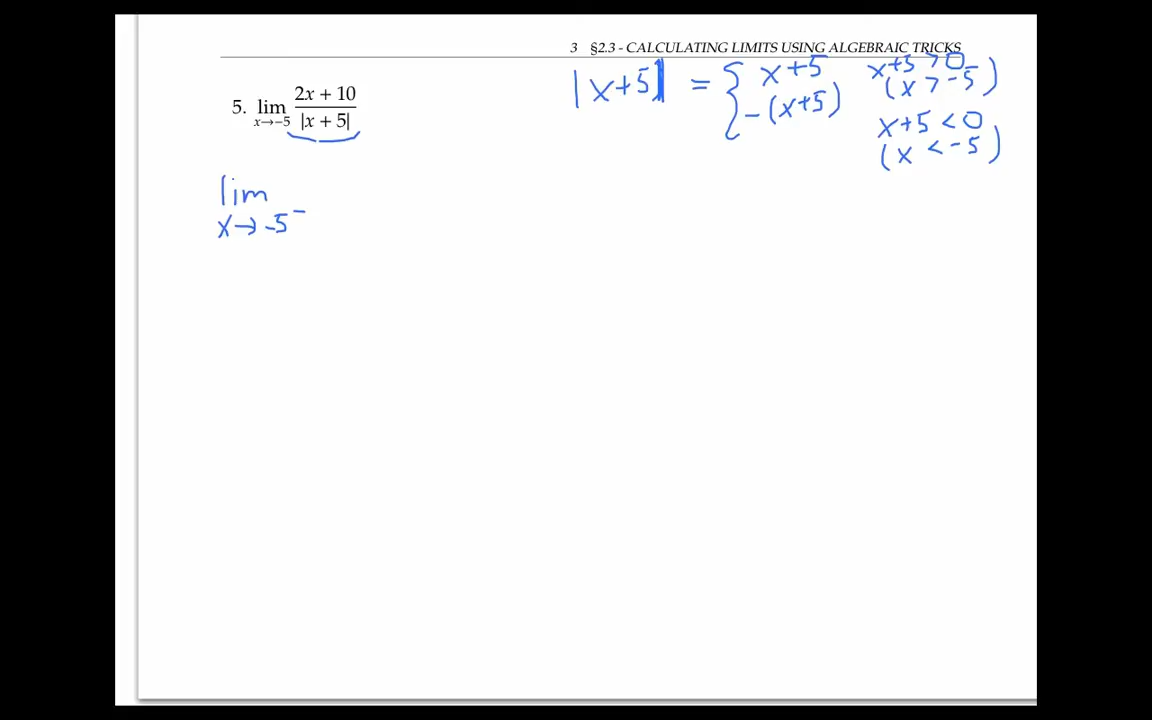 3 §2.3 - CALCULATING LIMITS USING ALGEBRAIC TRICKS
|x+5| = { x+5 x+5 > 0
(x > -5)
-(x+5) x+5 < 0
(x < -5)
5. lim x→−5 2x + 10 / |x + 5|
lim
x→-5⁻